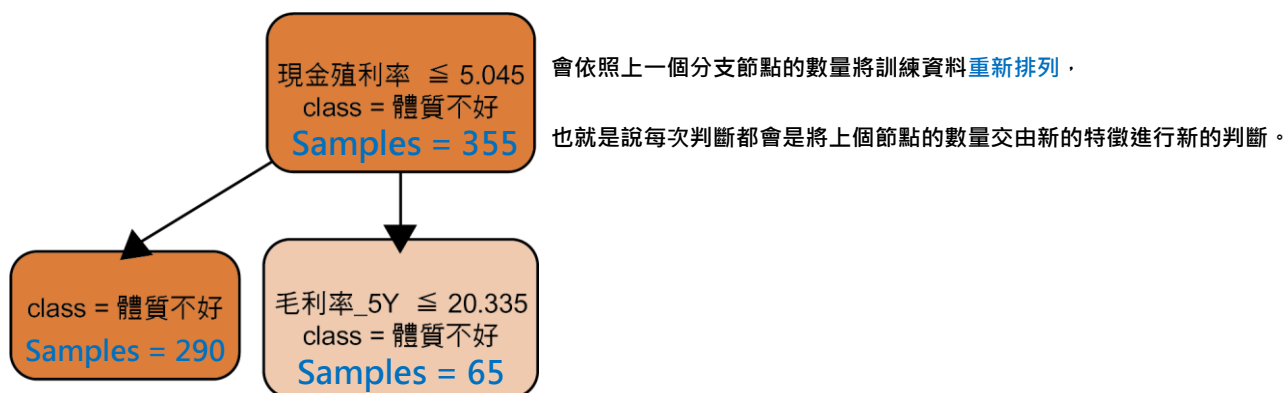 現金殖利率 ≦ 5.045
class = 體質不好
Samples = 355
會依照上一個分支節點的數量將訓練資料重新排列，
也就是說每次判斷都會是將上個節點的數量交由新的特徵進行新的判斷。
class = 體質不好
Samples = 290
毛利率_5Y ≦ 20.335
class = 體質不好
Samples = 65